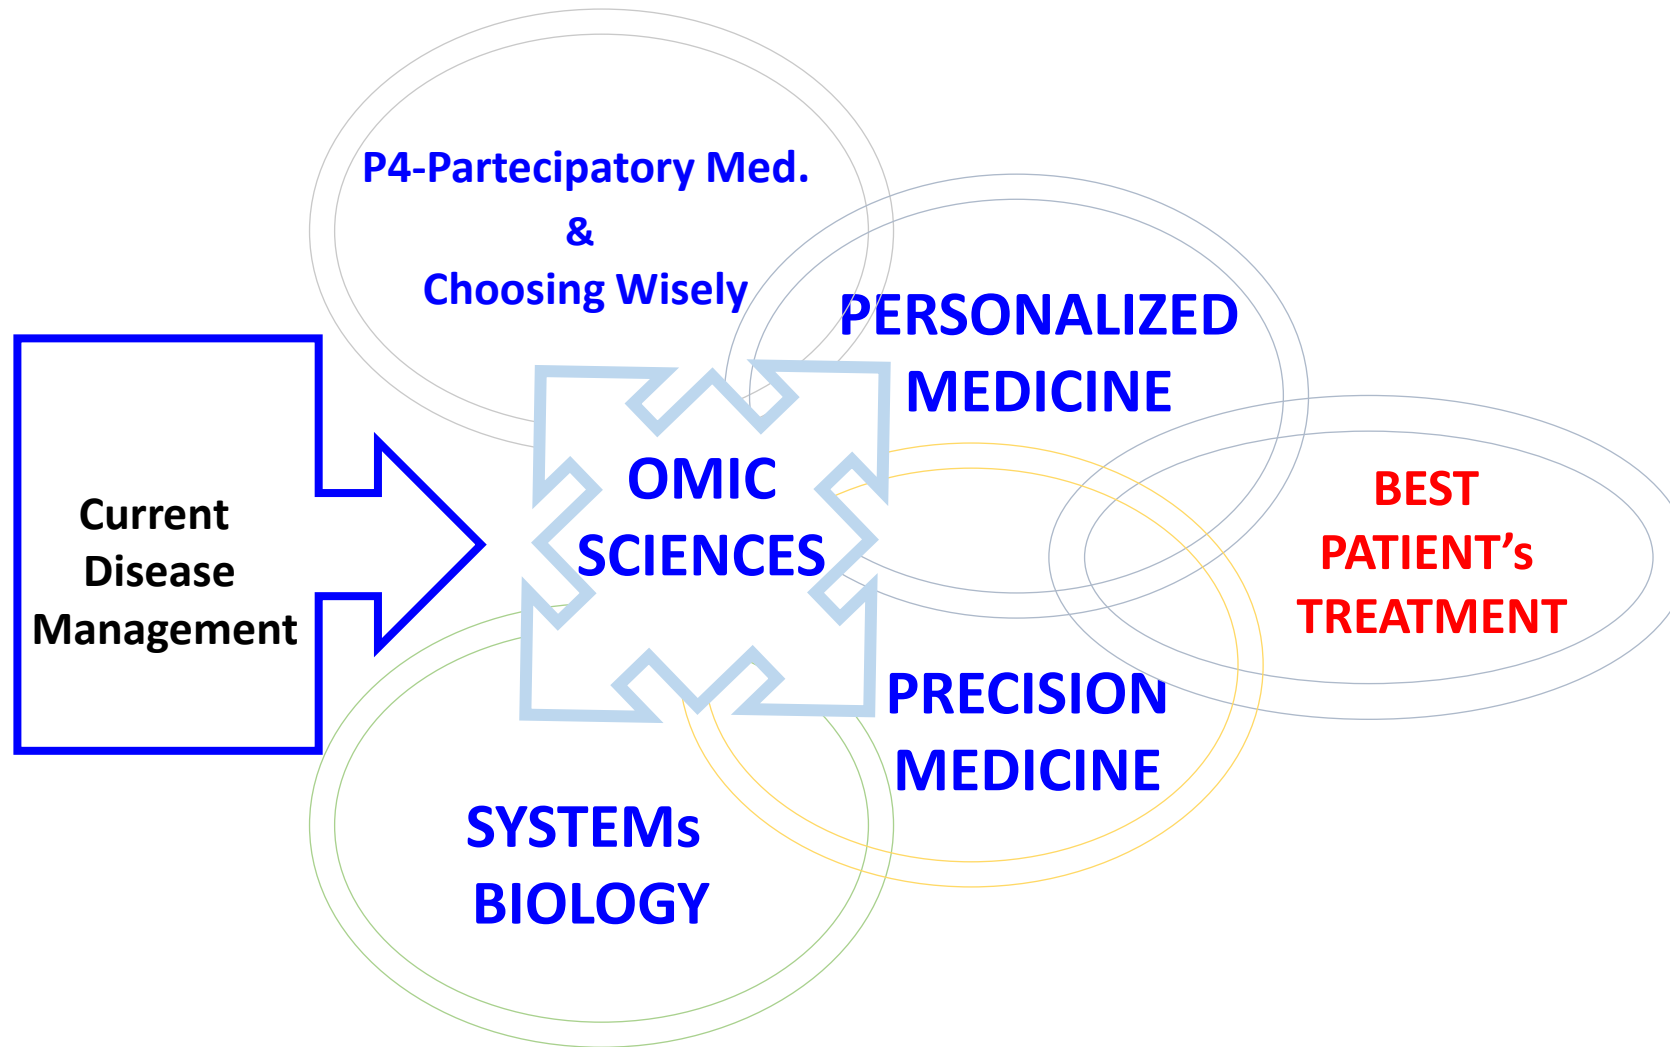 P4-Partecipatory Med.
&
Choosing Wisely
PERSONALIZED
MEDICINE
Current
Disease
Management
OMIC
SCIENCES
BEST
PATIENT’s
TREATMENT
PRECISION
MEDICINE
SYSTEMs
BIOLOGY